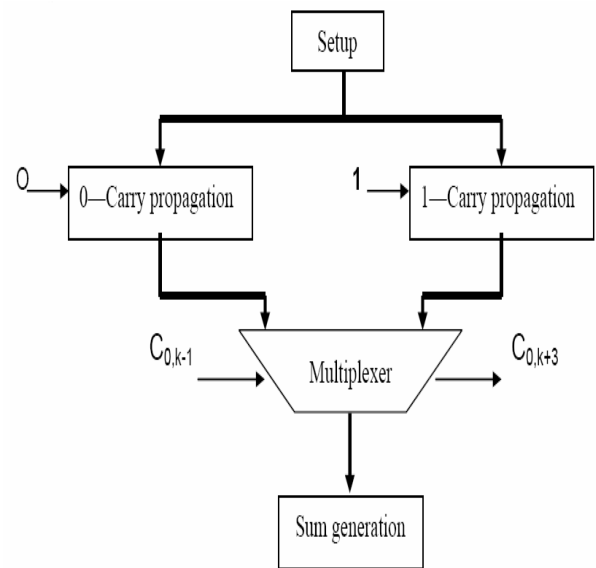 Setup
0
0—Carry propagation
1
1—Carry propagation
C0,k-1
Multiplexer
C0,k+3
Sum generation